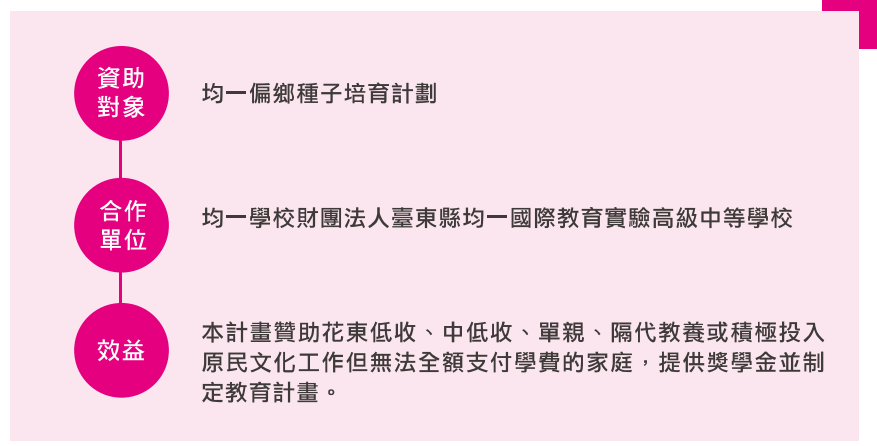 資助
對象
均一偏鄉種子培育計劃
合作
單位
均一學校財團法人臺東縣均一國際教育實驗高級中等學校
效益
本計畫贊助花東低收、中低收、單親、隔代教養或積極投入
原民文化工作但無法全額支付學費的家庭，提供獎學金並制
定教育計畫。